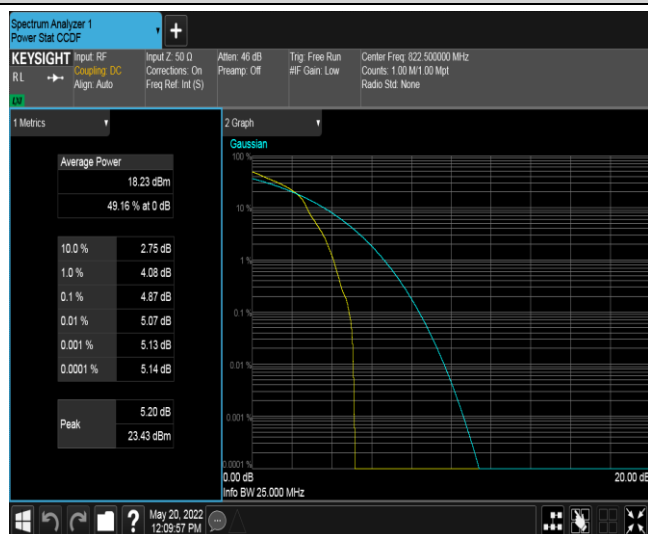 Spectrum Analyzer 1
Power Stat CCDF
KEYSIGHT
RL
LXI
Input: RF
Coupling: DC
Align: Auto
Input Z: 50 Ω
Corrections: On
Freq Ref: Int (S)
Atten: 46 dB
Preamp: Off
Trig: Free Run
#IF Gain: Low
Center Freq: 822.500000 MHz
Counts: 1.00 M/1.00 Mpt
Radio Std: None
1 Metrics
Average Power
18.23 dBm
49.16 % at 0 dB
10.0 % 2.75 dB
1.0 % 4.08 dB
0.1 % 4.87 dB
0.01 % 5.07 dB
0.001 % 5.13 dB
0.0001 % 5.14 dB
Peak
5.20 dB
23.43 dBm
2 Graph
Gaussian
100 %
10 %
1 %
0.1 %
0.01 %
0.001 %
0.0001 %
0.00 dB
20.00 dB
Info BW 25.000 MHz
?
May 20, 2022
12:09:57 PM